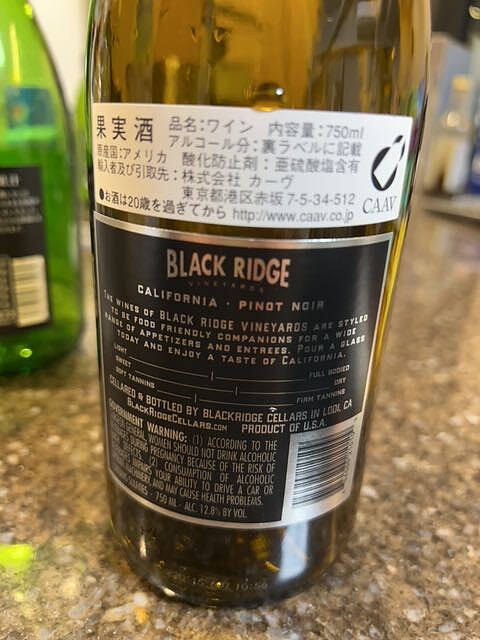 果実酒 品名:ワイン 内容量:750ml
アルコール分:裏ラベルに記載
原産国:アメリカ 酸化防止剤:亜硫酸塩含有
輸入者及び引取先:株式会社 カーヴ
東京都港区赤坂7-5-34-512
●お酒は20歳を過ぎてから http://www.caav.co.jp
CAAV
BLACK RIDGE
VINEYARDS
CALIFORNIA · PINOT NOIR
THE WINES OF BLACK RIDGE VINEYARDS ARE STYLED
TO BE FOOD FRIENDLY COMPANIONS FOR A WIDE
RANGE OF APPETIZERS AND ENTREES. POUR A GLASS
TODAY AND ENJOY A TASTE OF CALIFORNIA.
LIGHT FULL BODIED
SWEET DRY
SOFT TANNINS FIRM TANNINS
CELLARED & BOTTLED BY BLACKRIDGE CELLARS IN LODI, CA
BLACKRIDGECELLARS.COM PRODUCT OF U.S.A.
GOVERNMENT WARNING: (1) ACCORDING TO THE
GENERAL, WOMEN SHOULD NOT DRINK ALCOHOLIC
DURING PREGNANCY BECAUSE OF THE RISK OF
DEFECTS. (2) CONSUMPTION OF ALCOHOLIC
IMPAIRS YOUR ABILITY TO DRIVE A CAR OR
MACHINERY, AND MAY CAUSE HEALTH PROBLEMS.
750 ML · ALC. 12.8% BY VOL.